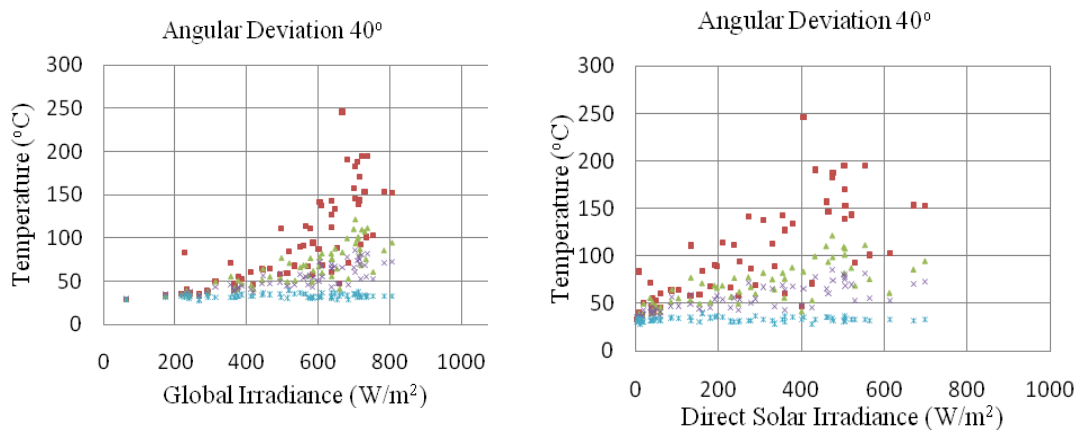 Angular Deviation 40°
300
250
200
150
100
50
0
Temperature (°C)
0 200 400 600 800 1000
Global Irradiance (W/m²)
Angular Deviation 40°
300
250
200
150
100
50
0
Temperature (°C)
0 200 400 600 800 1000
Direct Solar Irradiance (W/m²)